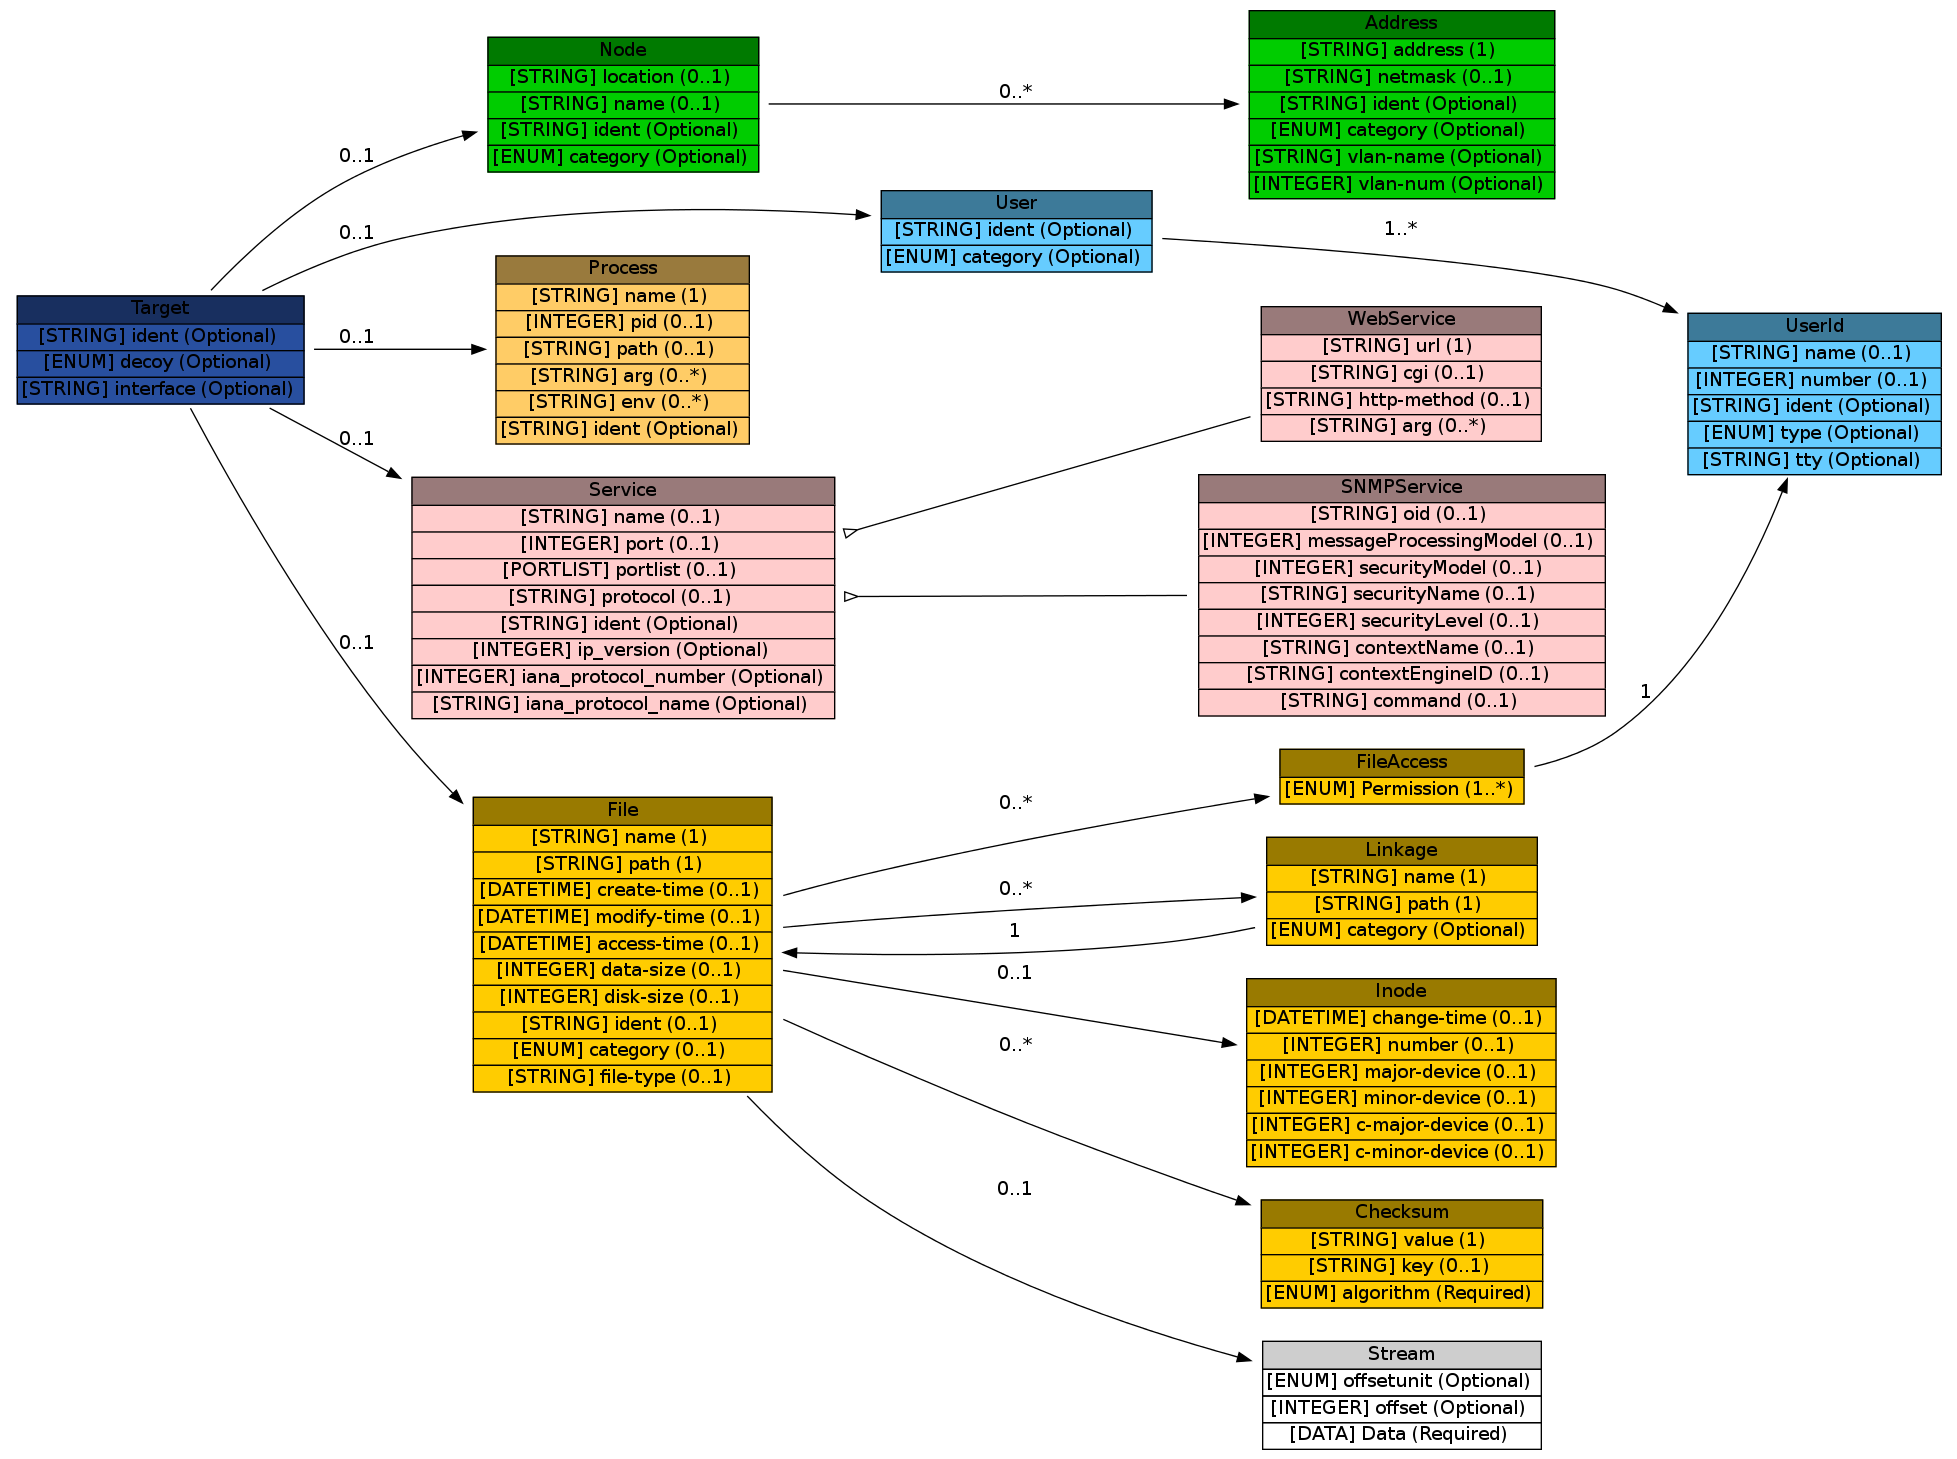 Node
[STRING] location (0..1)
[STRING] name (0..1)
[STRING] ident (Optional)
[ENUM] category (Optional)
Address
[STRING] address (1)
[STRING] netmask (0..1)
[STRING] ident (Optional)
[ENUM] category (Optional)
[STRING] vlan-name (Optional)
[INTEGER] vlan-num (Optional)
0..*
0..1
User
[STRING] ident (Optional)
[ENUM] category (Optional)
0..1
1..*
Target
[STRING] ident (Optional)
[ENUM] decoy (Optional)
[STRING] interface (Optional)
0..1
Process
[STRING] name (1)
[INTEGER] pid (0..1)
[STRING] path (0..1)
[STRING] arg (0..*)
[STRING] env (0..*)
[STRING] ident (Optional)
WebService
[STRING] url (1)
[STRING] cgi (0..1)
[STRING] http-method (0..1)
[STRING] arg (0..*)
UserId
[STRING] name (0..1)
[INTEGER] number (0..1)
[STRING] ident (Optional)
[ENUM] type (Optional)
[STRING] tty (Optional)
0..1
Service
[STRING] name (0..1)
[INTEGER] port (0..1)
[PORTLIST] portlist (0..1)
[STRING] protocol (0..1)
[STRING] ident (Optional)
[INTEGER] ip_version (Optional)
[INTEGER] iana_protocol_number (Optional)
[STRING] iana_protocol_name (Optional)
SNMPService
[STRING] oid (0..1)
[INTEGER] messageProcessingModel (0..1)
[INTEGER] securityModel (0..1)
[STRING] securityName (0..1)
[INTEGER] securityLevel (0..1)
[STRING] contextName (0..1)
[STRING] contextEngineID (0..1)
[STRING] command (0..1)
0..1
1
FileAccess
[ENUM] Permission (1..*)
File
[STRING] name (1)
[STRING] path (1)
[DATETIME] create-time (0..1)
[DATETIME] modify-time (0..1)
[DATETIME] access-time (0..1)
[INTEGER] data-size (0..1)
[INTEGER] disk-size (0..1)
[STRING] ident (0..1)
[ENUM] category (0..1)
[STRING] file-type (0..1)
0..*
0..*
1
0..1
0..*
0..1
Linkage
[STRING] name (1)
[STRING] path (1)
[ENUM] category (Optional)
Inode
[DATETIME] change-time (0..1)
[INTEGER] number (0..1)
[INTEGER] major-device (0..1)
[INTEGER] minor-device (0..1)
[INTEGER] c-major-device (0..1)
[INTEGER] c-minor-device (0..1)
Checksum
[STRING] value (1)
[STRING] key (0..1)
[ENUM] algorithm (Required)
Stream
[ENUM] offsetunit (Optional)
[INTEGER] offset (Optional)
[DATA] Data (Required)